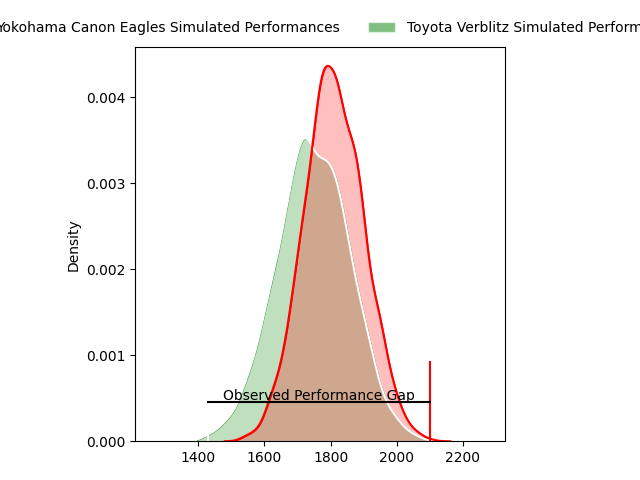 Yokohama Canon Eagles Simulated Performances
Toyota Verblitz Simulated Perform
Density
0.004
0.003
0.002
0.001
0.000
Observed Performance Gap
1400 1600 1800 2000 2200